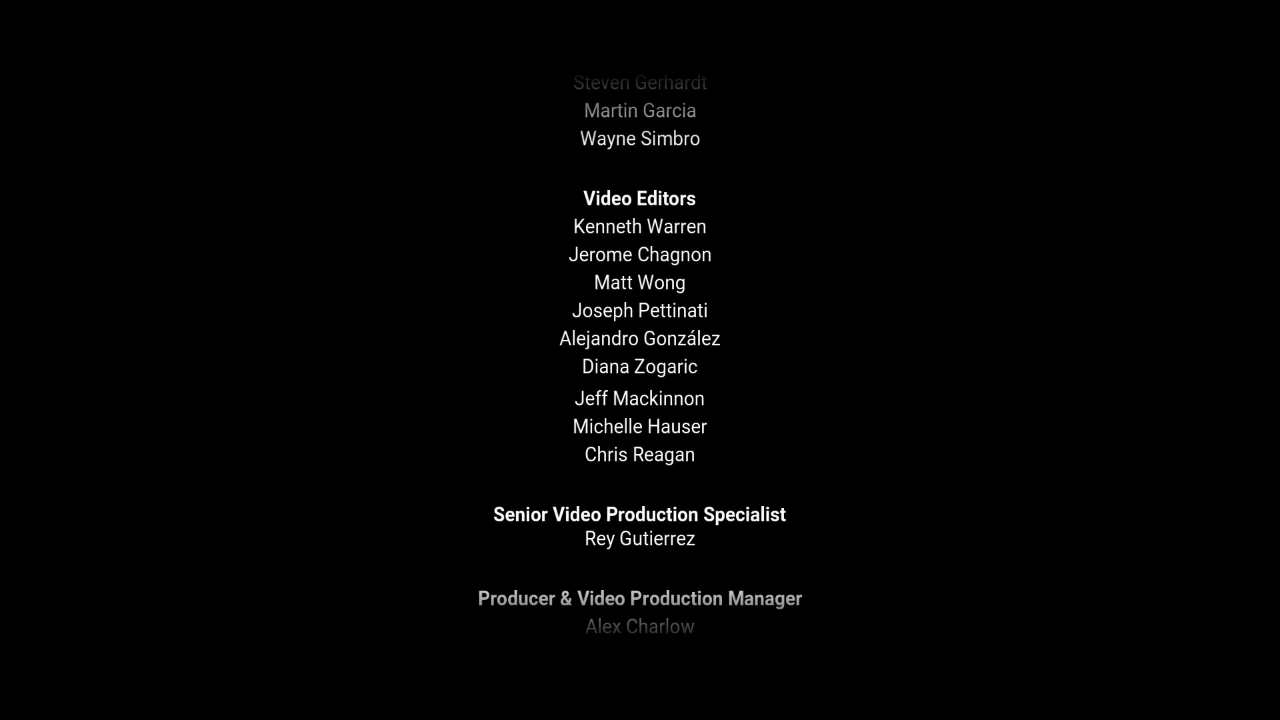 Steven Gerhardt
Martin Garcia
Wayne Simbro
Video Editors
Kenneth Warren
Jerome Chagnon
Matt Wong
Joseph Pettinati
Alejandro González
Diana Zogaric
Jeff Mackinnon
Michelle Hauser
Chris Reagan
Senior Video Production Specialist
Rey Gutierrez
Producer & Video Production Manager
Alex Charlow